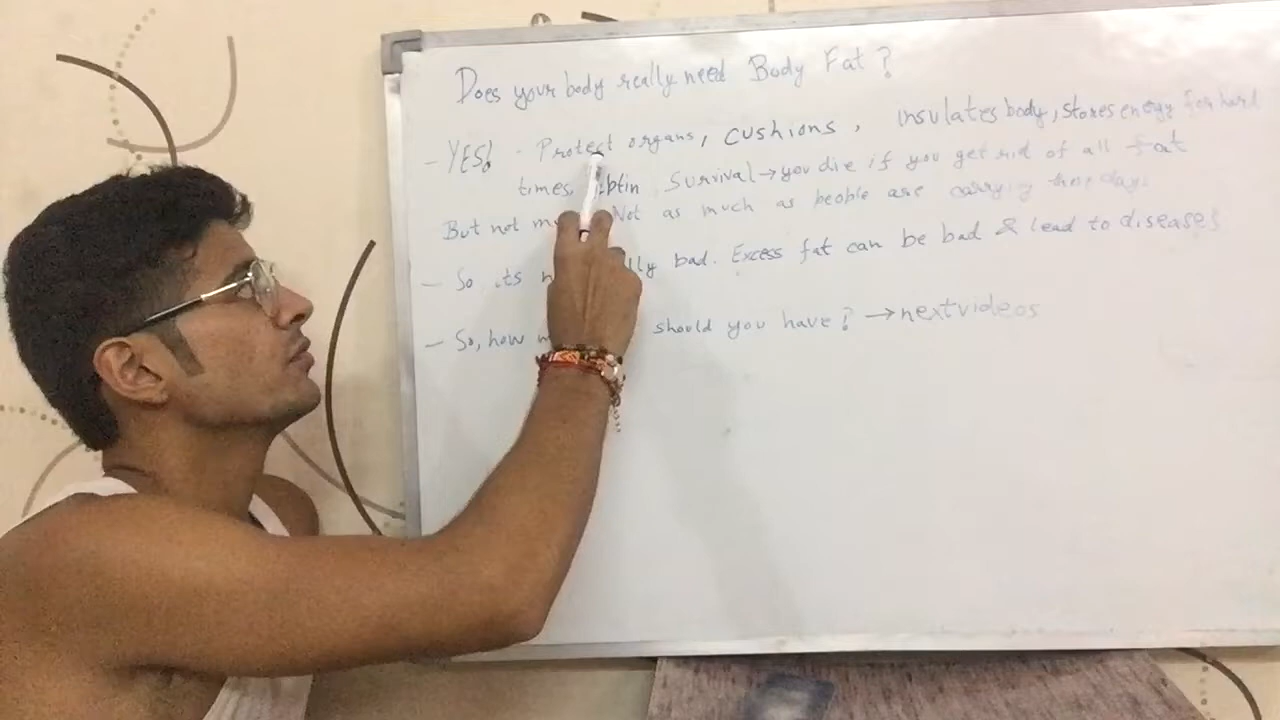 Does your body really need Body Fat?
- YES! - Protect organs, cushions, insulates body, stores energy for hard
times. Survival → you die if you get rid of all fat
But not Not as much as people are carrying these days.
- So its bad. Excess fat can be bad & lead to diseases
- So, how should you have? → next videos